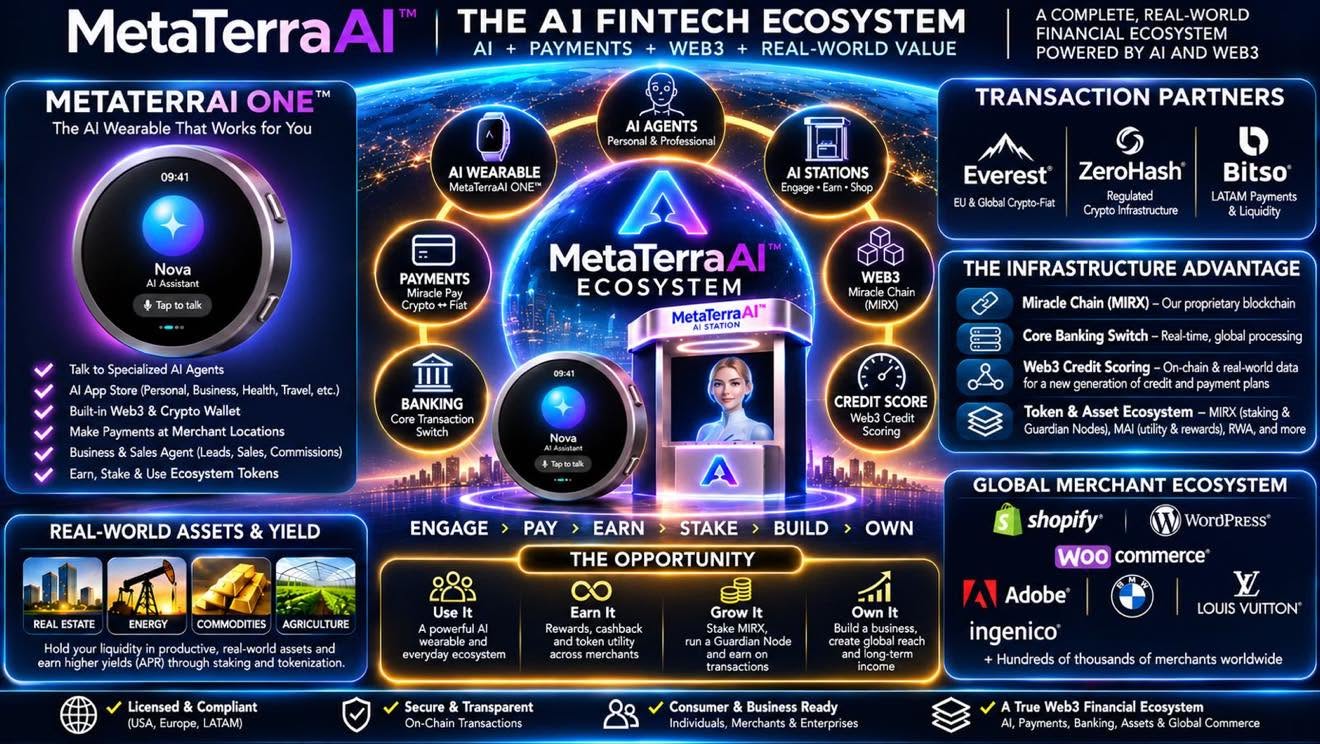 MetaTerraAI™
THE AI FINTECH ECOSYSTEM
AI + PAYMENTS + WEB3 + REAL-WORLD VALUE
A COMPLETE, REAL-WORLD
FINANCIAL ECOSYSTEM
POWERED BY AI AND WEB3
METATERRAI ONE™
The AI Wearable That Works for You
09:41
Nova
AI Assistant
Tap to talk
Talk to Specialized AI Agents
AI App Store (Personal, Business, Health, Travel, etc.)
Built-in Web3 & Crypto Wallet
Make Payments at Merchant Locations
Business & Sales Agent (Leads, Sales, Commissions)
Earn, Stake & Use Ecosystem Tokens
REAL-WORLD ASSETS & YIELD
REAL ESTATE
ENERGY
COMMODITIES
AGRICULTURE
Hold your liquidity in productive, real-world assets and
earn higher yields (APR) through staking and tokenization.
AI AGENTS
Personal & Professional
AI WEARABLE
MetaTerraAI ONE™
AI STATIONS
Engage • Earn • Shop
PAYMENTS
Miracle Pay
Crypto ↔ Fiat
WEB3
Miracle Chain
(MIRX)
BANKING
Core Transaction
Switch
CREDIT SCORE
Web3 Credit
Scoring
MetaTerraAI™
ECOSYSTEM
MetaTerraAI™
AI STATION
09:41
Nova
AI Assistant
Tap to talk
ENGAGE > PAY > EARN > STAKE > BUILD > OWN
THE OPPORTUNITY
Use It
A powerful AI
wearable and
everyday ecosystem
Earn It
Rewards, cashback
and token utility
across merchants
Grow It
Stake MIRX,
run a Guardian Node
and earn on
transactions
Own It
Build a business,
create global reach
and long-term
income
TRANSACTION PARTNERS
Everest®
EU & Global Crypto-Fiat
ZeroHash®
Regulated
Crypto Infrastructure
Bitso®
LATAM Payments
& Liquidity
THE INFRASTRUCTURE ADVANTAGE
Miracle Chain (MIRX) – Our proprietary blockchain
Core Banking Switch – Real-time, global processing
Web3 Credit Scoring – On-chain & real-world data
for a new generation of credit and payment plans
Token & Asset Ecosystem – MIRX (staking &
Guardian Nodes), MAI (utility & rewards), RWA, and more
GLOBAL MERCHANT ECOSYSTEM
shopify®
WORDPRESS®
WOO commerce®
Adobe®
BMW
LV
LOUIS VUITTON®
ingenico®
+ Hundreds of thousands of merchants worldwide
Licensed & Compliant
(USA, Europe, LATAM)
Secure & Transparent
On-Chain Transactions
Consumer & Business Ready
Individuals, Merchants & Enterprises
A True Web3 Financial Ecosystem
AI, Payments, Banking, Assets & Global Commerce